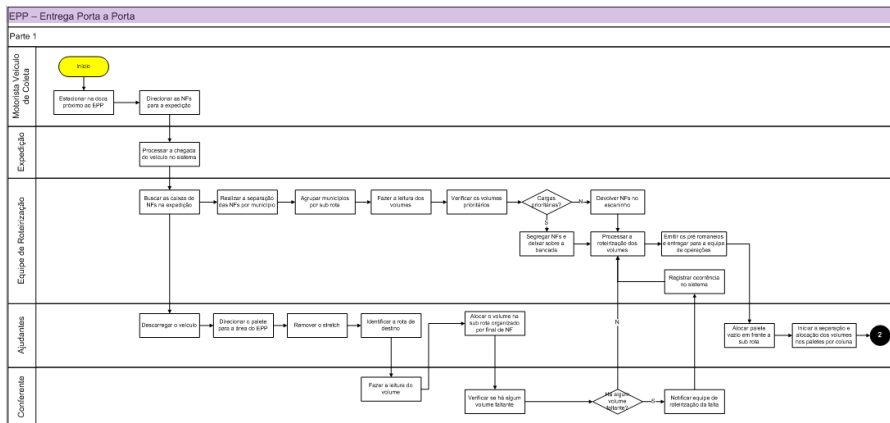 EPP – Entrega Porta a Porta
Parte 1
Motorista Veículo
de Coleta
Início
Estacionar na doca
próximo ao EPP
Direcionar as NFs
para a expedição
Expedição
Processar a chegada
do veículo no sistema
Equipe de Roteirização
Buscar as caixas de
NFs na expedição
Realizar a separação
das NFs por município
Agrupar municípios
por sub rota
Fazer a leitura dos
volumes
Verificar os volumes
prioritários
Cargas
prioritárias?
N
Devolver NFs no
escaninho
S
Segregar NFs e
deixar sobre a
bancada
Processar a
roteirização dos
volumes
Emitir os pré romaneios
e entregar para a equipe
de operações
Registrar ocorrência
no sistema
Ajudantes
Descarregar o veículo
Direcionar o palete
para a área do EPP
Remover o stretch
Identificar a rota de
destino
Alocar o volume na
sub rota organizado
por final de NF
N
Alocar palete
vazio em frente a
sub rota
Iniciar a separação e
alocação dos volumes
nos paletes por coluna
2
Conferente
Fazer a leitura do
volume
Verificar se há algum
volume faltante
Há algum
volume
faltante?
S
Notificar equipe de
roteirização da falta